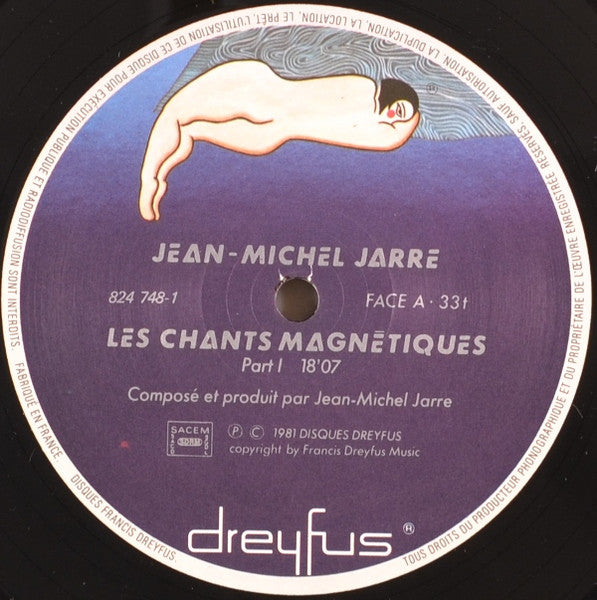 JEAN-MICHEL JARRE
824 748-1
FACE A · 33t
LES CHANTS MAGNÉTIQUES
Part I 18'07
Composé et produit par Jean-Michel Jarre
SACEM
SDRM
Ⓟ Ⓒ 1981 DISQUES DREYFUS
copyright by Francis Dreyfus Music
dreyfus ®
TOUS DROITS DU PRODUCTEUR PHONOGRAPHIQUE ET DU PROPRIÉTAIRE DE L'ŒUVRE ENREGISTRÉE RÉSERVÉS. SAUF AUTORISATION, LA DUPLICATION, LA LOCATION, LE PRÊT, L'UTILISATION DE CE DISQUE POUR EXÉCUTION PUBLIQUE ET RADIODIFFUSION SONT INTERDITS. FABRIQUÉ EN FRANCE. DISQUES FRANCIS DREYFUS.